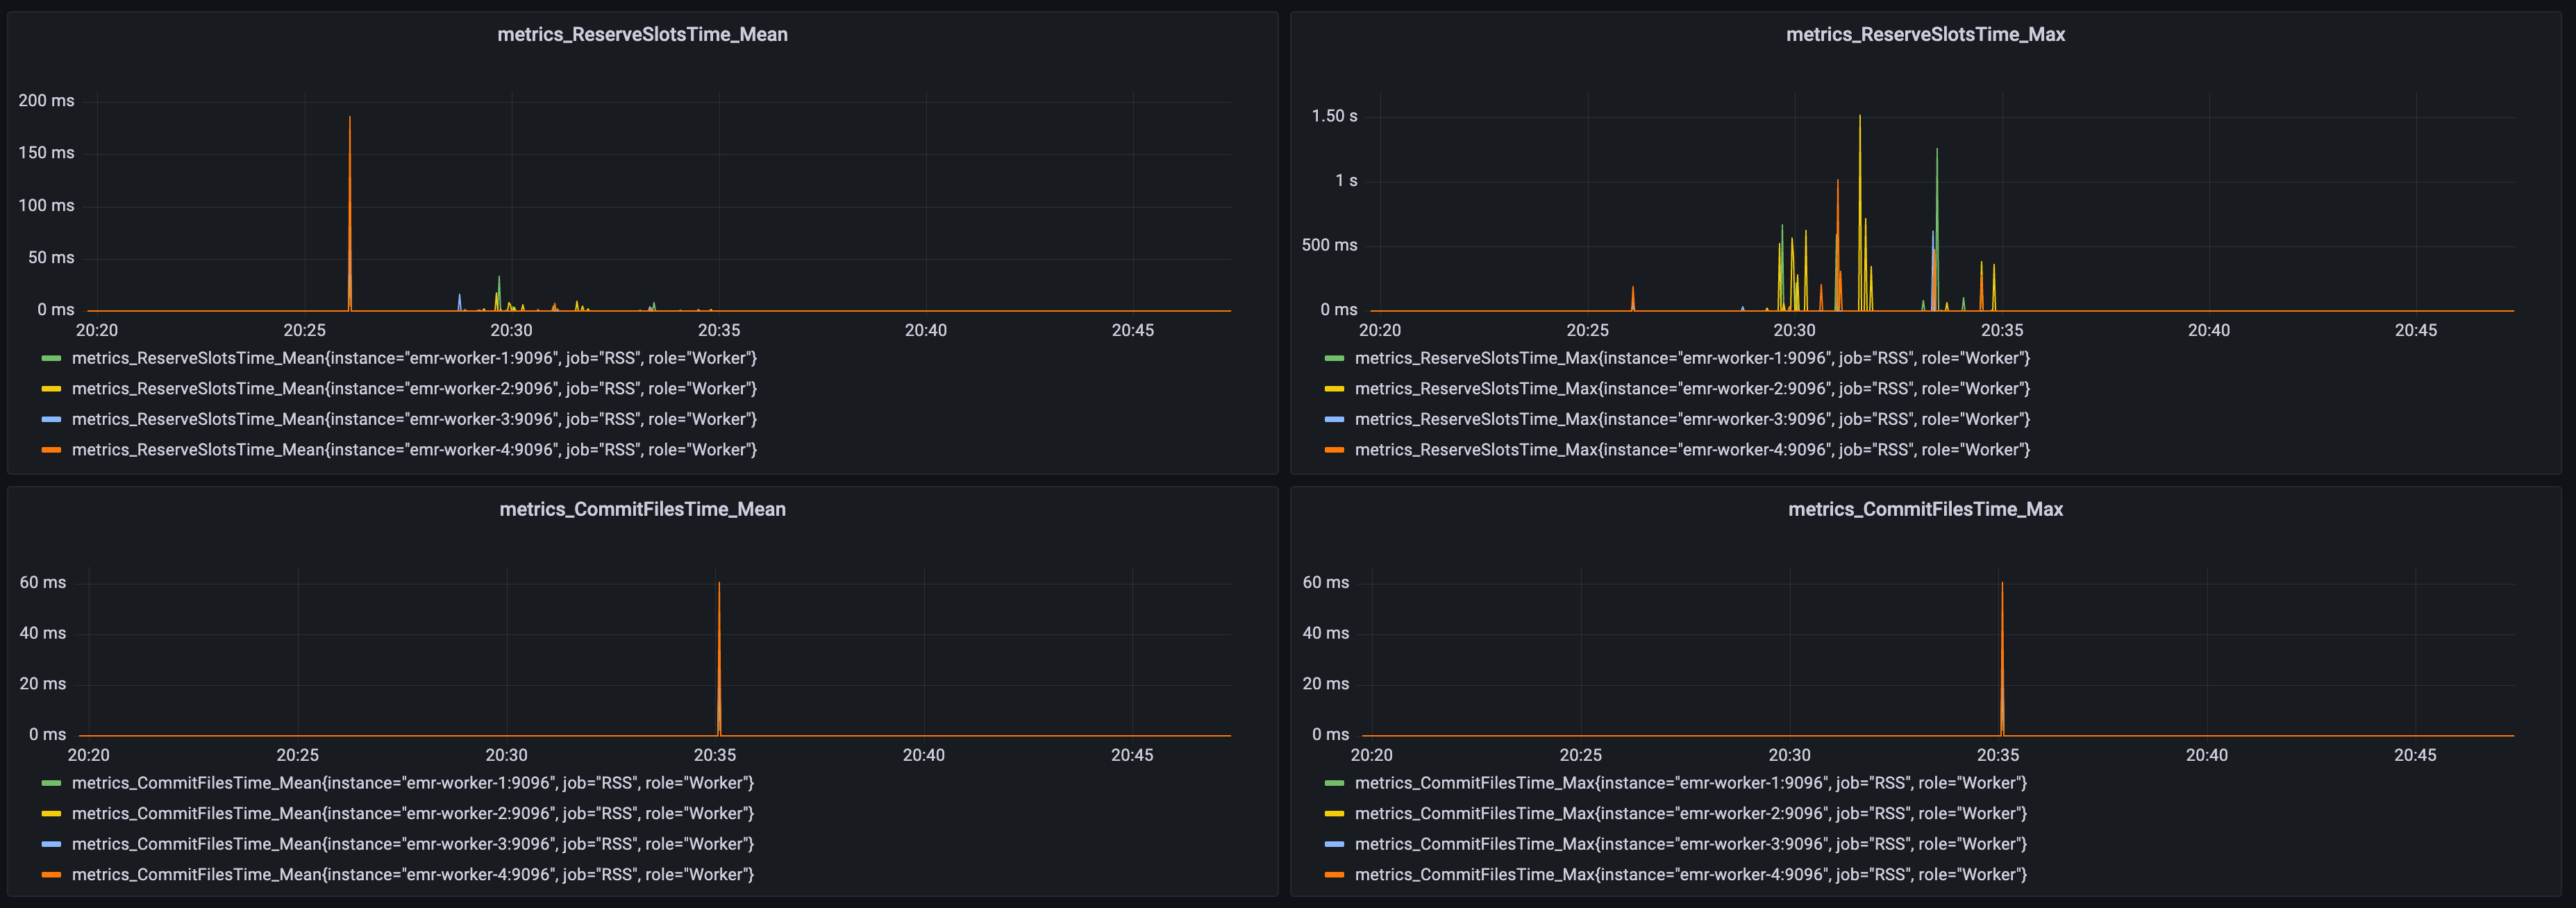 metrics_ReserveSlotsTime_Mean
200 ms
150 ms
100 ms
50 ms
0 ms
20:20 20:25 20:30 20:35 20:40 20:45
metrics_ReserveSlotsTime_Mean{instance="emr-worker-1:9096", job="RSS", role="Worker"}
metrics_ReserveSlotsTime_Mean{instance="emr-worker-2:9096", job="RSS", role="Worker"}
metrics_ReserveSlotsTime_Mean{instance="emr-worker-3:9096", job="RSS", role="Worker"}
metrics_ReserveSlotsTime_Mean{instance="emr-worker-4:9096", job="RSS", role="Worker"}
metrics_ReserveSlotsTime_Max
1.50 s
1 s
500 ms
0 ms
20:20 20:25 20:30 20:35 20:40 20:45
metrics_ReserveSlotsTime_Max{instance="emr-worker-1:9096", job="RSS", role="Worker"}
metrics_ReserveSlotsTime_Max{instance="emr-worker-2:9096", job="RSS", role="Worker"}
metrics_ReserveSlotsTime_Max{instance="emr-worker-3:9096", job="RSS", role="Worker"}
metrics_ReserveSlotsTime_Max{instance="emr-worker-4:9096", job="RSS", role="Worker"}
metrics_CommitFilesTime_Mean
60 ms
40 ms
20 ms
0 ms
20:20 20:25 20:30 20:35 20:40 20:45
metrics_CommitFilesTime_Mean{instance="emr-worker-1:9096", job="RSS", role="Worker"}
metrics_CommitFilesTime_Mean{instance="emr-worker-2:9096", job="RSS", role="Worker"}
metrics_CommitFilesTime_Mean{instance="emr-worker-3:9096", job="RSS", role="Worker"}
metrics_CommitFilesTime_Mean{instance="emr-worker-4:9096", job="RSS", role="Worker"}
metrics_CommitFilesTime_Max
60 ms
40 ms
20 ms
0 ms
20:20 20:25 20:30 20:35 20:40 20:45
metrics_CommitFilesTime_Max{instance="emr-worker-1:9096", job="RSS", role="Worker"}
metrics_CommitFilesTime_Max{instance="emr-worker-2:9096", job="RSS", role="Worker"}
metrics_CommitFilesTime_Max{instance="emr-worker-3:9096", job="RSS", role="Worker"}
metrics_CommitFilesTime_Max{instance="emr-worker-4:9096", job="RSS", role="Worker"}